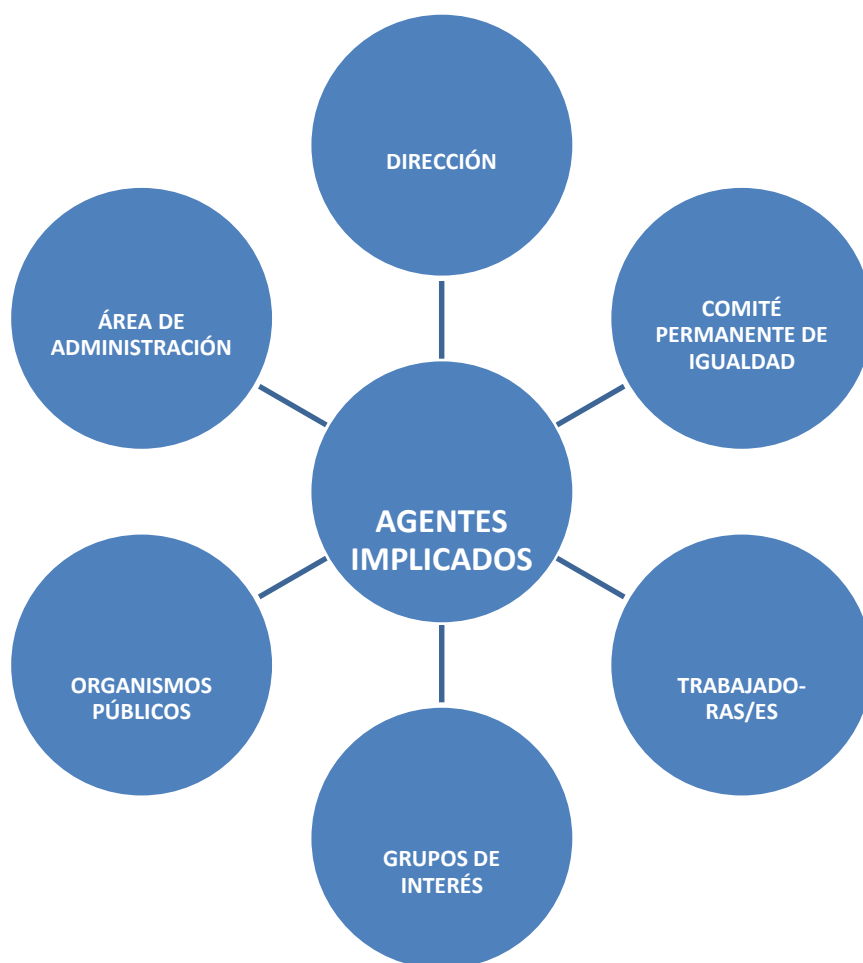 DIRECCIÓN
COMITÉ
PERMANENTE DE
IGUALDAD
TRABAJADO-
RAS/ES
GRUPOS DE
INTERÉS
ORGANISMOS
PÚBLICOS
ÁREA DE
ADMINISTRACIÓN
AGENTES
IMPLICADOS